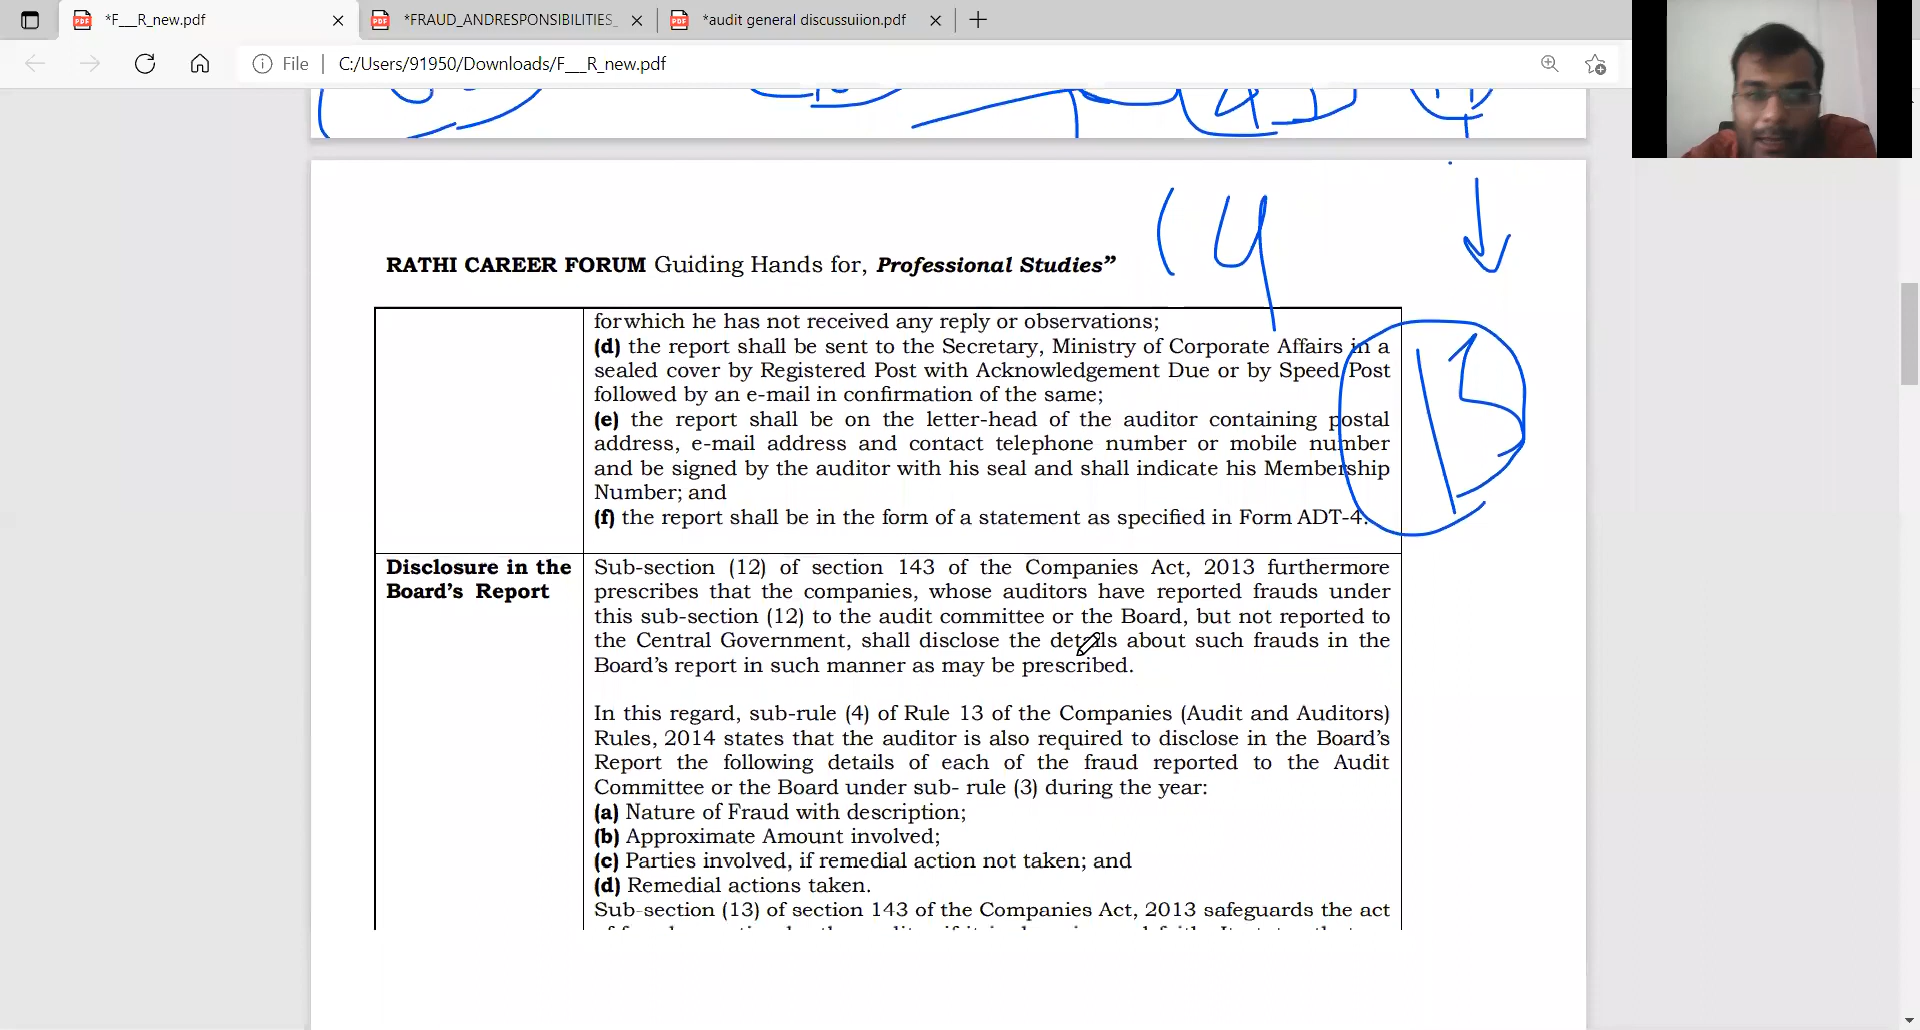 *F___R_new.pdf
*FRAUD_ANDRESPONSIBILITIES_
*audit general discussuiion.pdf
File
C:/Users/91950/Downloads/F___R_new.pdf
(4
RATHI CAREER FORUM Guiding Hands for, Professional Studies”
for which he has not received any reply or observations;
(d) the report shall be sent to the Secretary, Ministry of Corporate Affairs in a
sealed cover by Registered Post with Acknowledgement Due or by Speed Post
followed by an e-mail in confirmation of the same;
(e) the report shall be on the letter-head of the auditor containing postal
address, e-mail address and contact telephone number or mobile number
and be signed by the auditor with his seal and shall indicate his Membership
Number; and
(f) the report shall be in the form of a statement as specified in Form ADT-4.
Disclosure in the
Board’s Report
Sub-section (12) of section 143 of the Companies Act, 2013 furthermore
prescribes that the companies, whose auditors have reported frauds under
this sub-section (12) to the audit committee or the Board, but not reported to
the Central Government, shall disclose the details about such frauds in the
Board’s report in such manner as may be prescribed.
In this regard, sub-rule (4) of Rule 13 of the Companies (Audit and Auditors)
Rules, 2014 states that the auditor is also required to disclose in the Board’s
Report the following details of each of the fraud reported to the Audit
Committee or the Board under sub- rule (3) during the year:
(a) Nature of Fraud with description;
(b) Approximate Amount involved;
(c) Parties involved, if remedial action not taken; and
(d) Remedial actions taken.
Sub-section (13) of section 143 of the Companies Act, 2013 safeguards the act